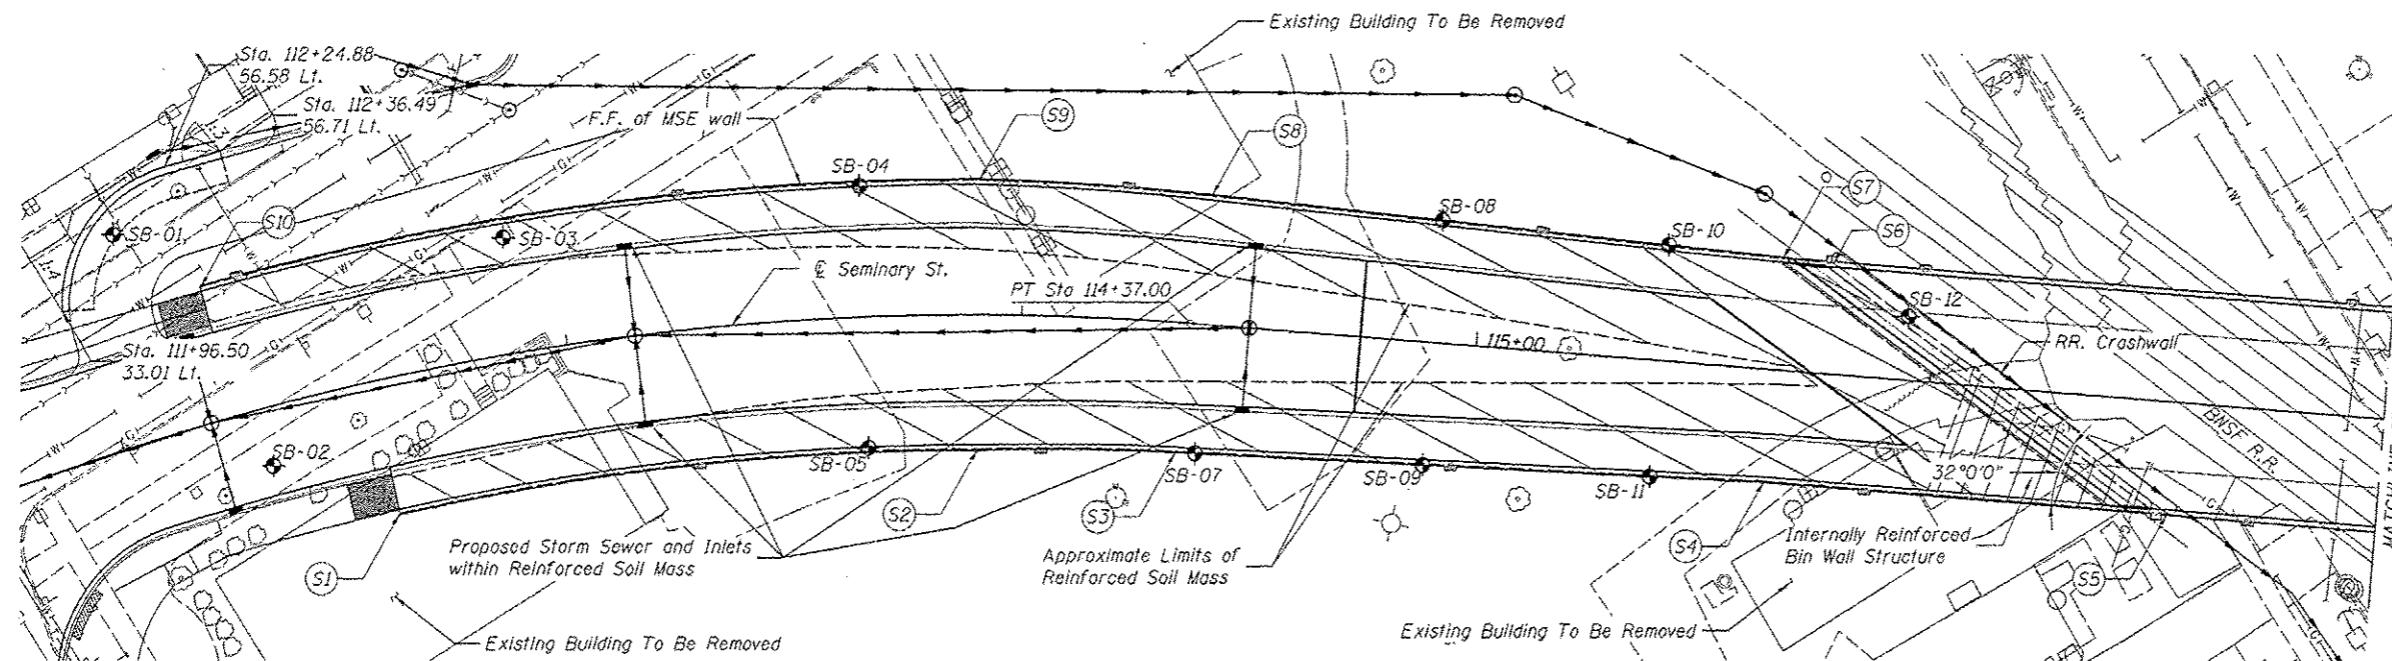 Existing Building To Be Removed
Sta. 112+24.88
56.58 Lt.
Sta. 112+36.49
56.71 Lt.
F.F. of MSE wall
S9
S8
SB-04
S7
SB-01
S10
SB-03
SB-08
SB-10
S6
℄ Seminary St.
PT Sta 114+37.00
SB-12
1:4
Sta. 111+96.50
33.01 Lt.
115+00
RR. Crashwall
BNSF R.R.
SB-02
SB-05
SB-07
SB-09
SB-11
32°0'0"
S1
S2
S3
S4
S5
Proposed Storm Sewer and Inlets
within Reinforced Soil Mass
Approximate Limits of
Reinforced Soil Mass
Internally Reinforced
Bin Wall Structure
Existing Building To Be Removed
Existing Building To Be Removed